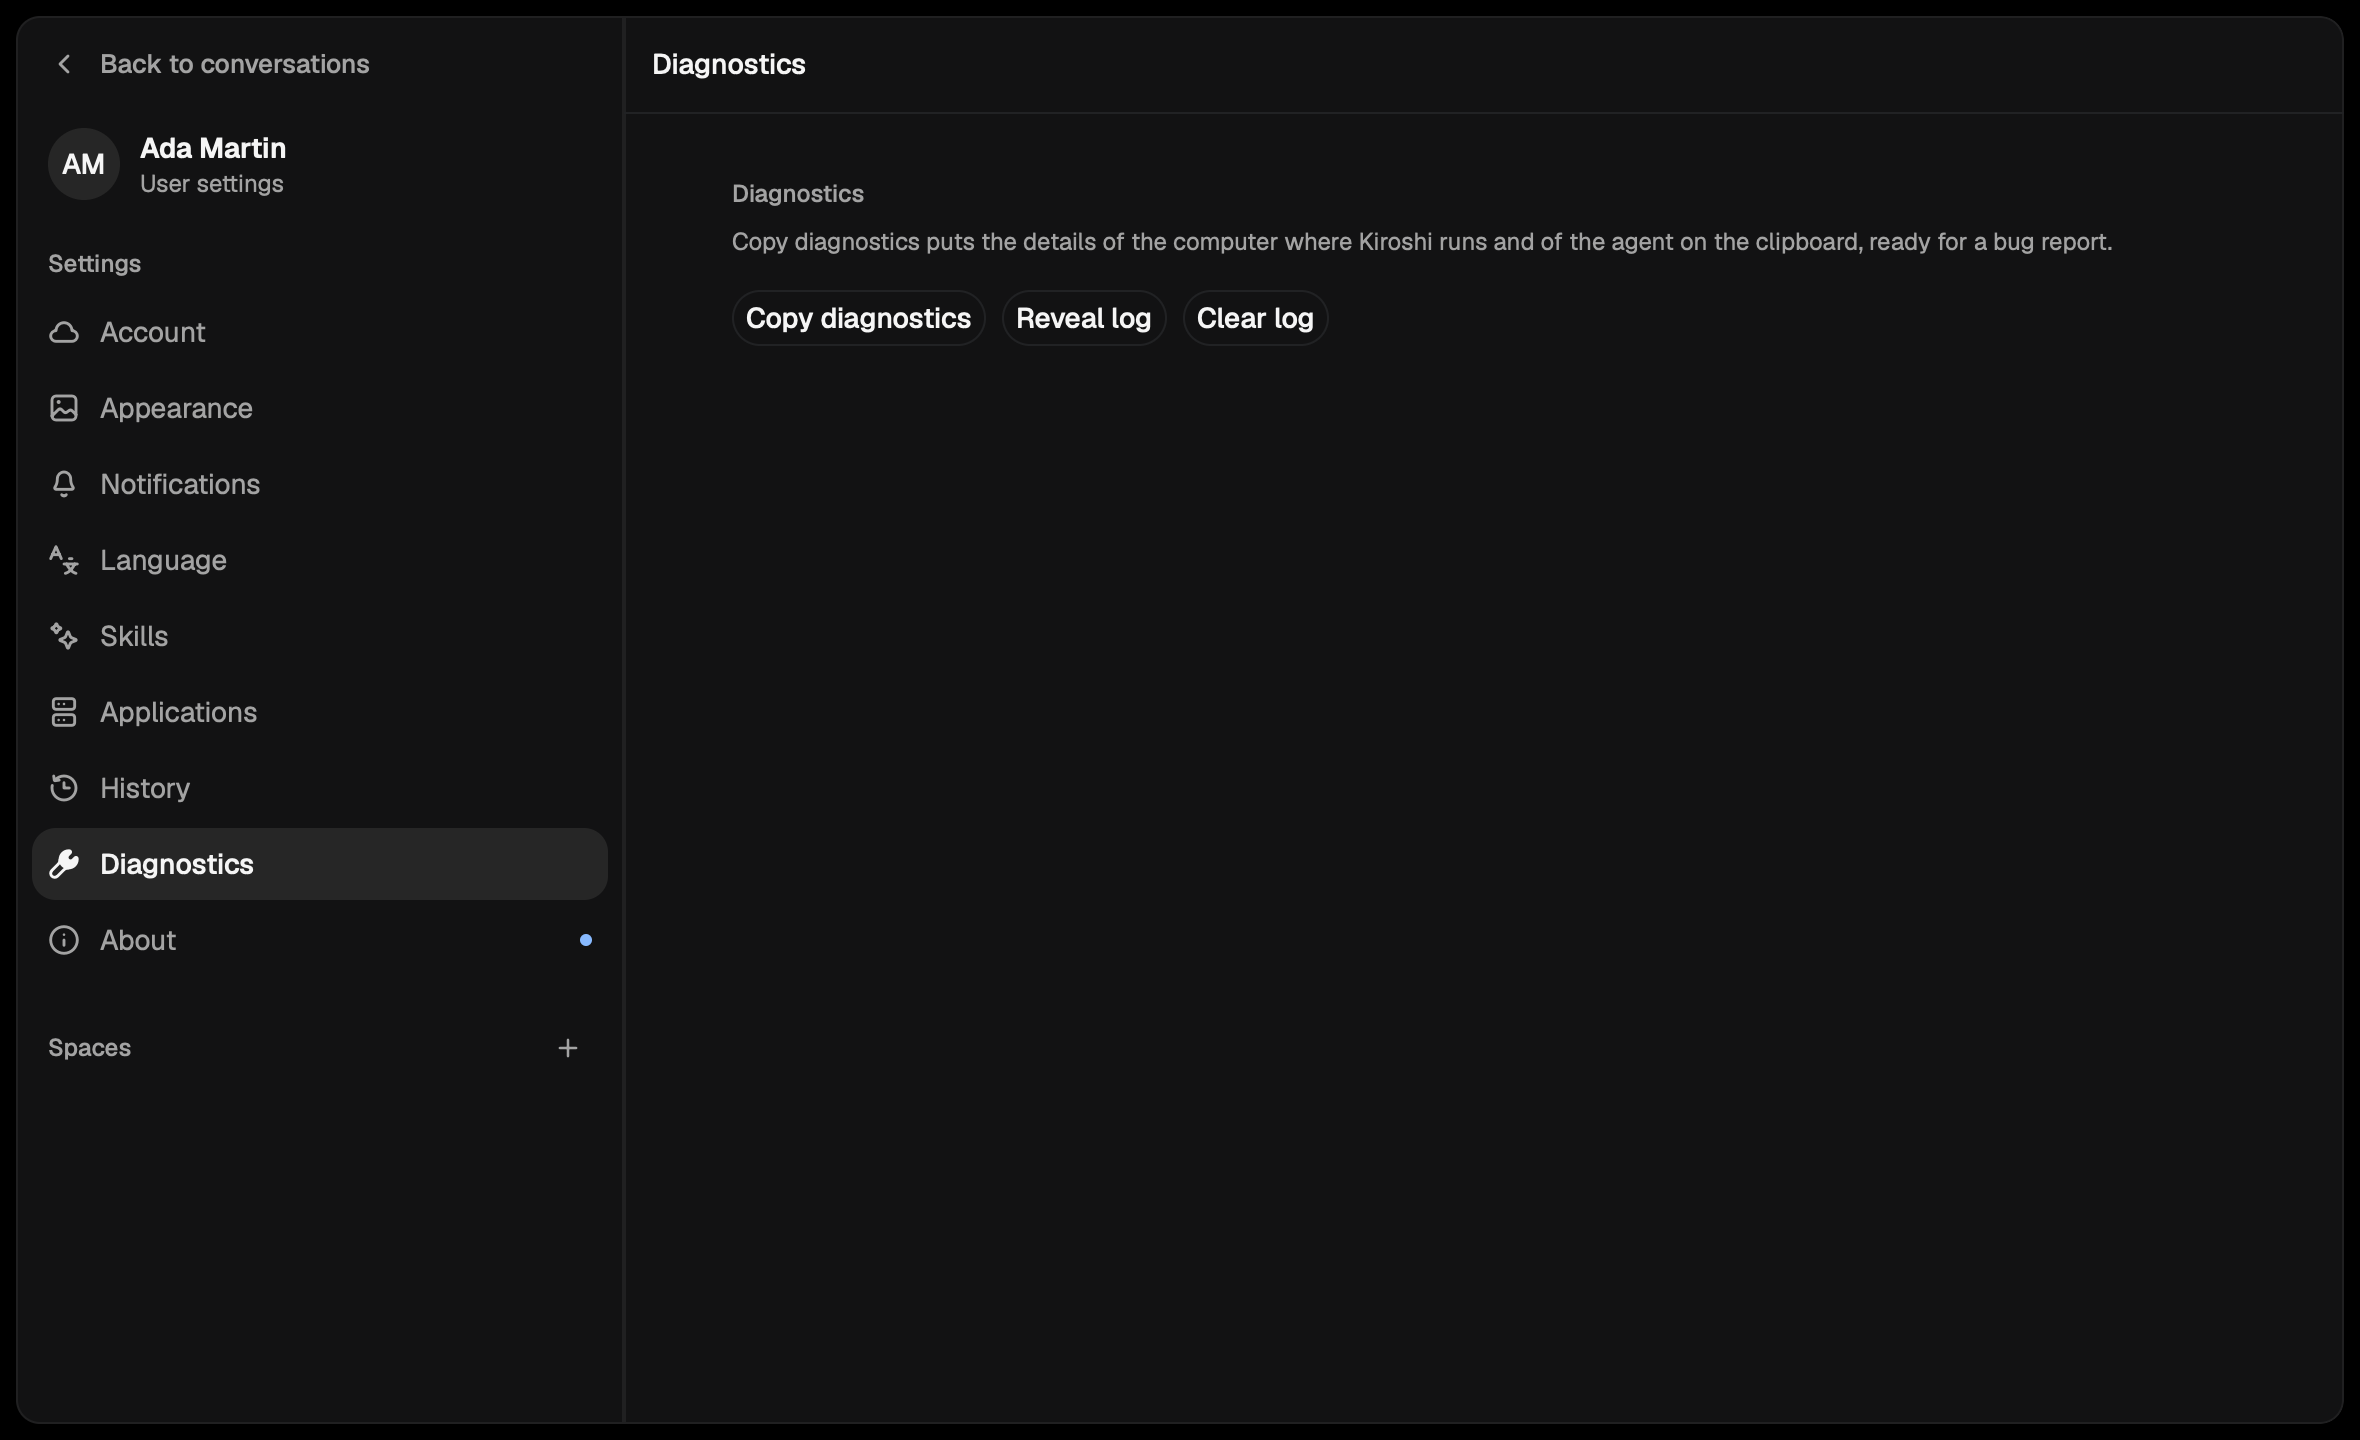 Back to conversations
AM
Ada Martin
User settings
Settings
Account
Appearance
Notifications
Language
Skills
Applications
History
Diagnostics
About
Spaces
Diagnostics
Diagnostics
Copy diagnostics puts the details of the computer where Kiroshi runs and of the agent on the clipboard, ready for a bug report.
Copy diagnostics
Reveal log
Clear log